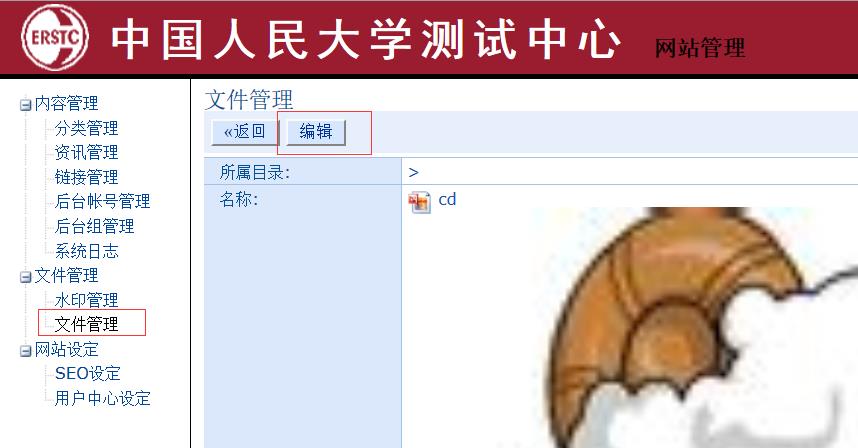 ERSTC
中国人民大学测试中心 网站管理
内容管理
分类管理
资讯管理
链接管理
后台帐号管理
后台组管理
系统日志
文件管理
水印管理
文件管理
网站设定
SEO设定
用户中心设定
文件管理
«返回 编辑
所属目录: >
名称: cd